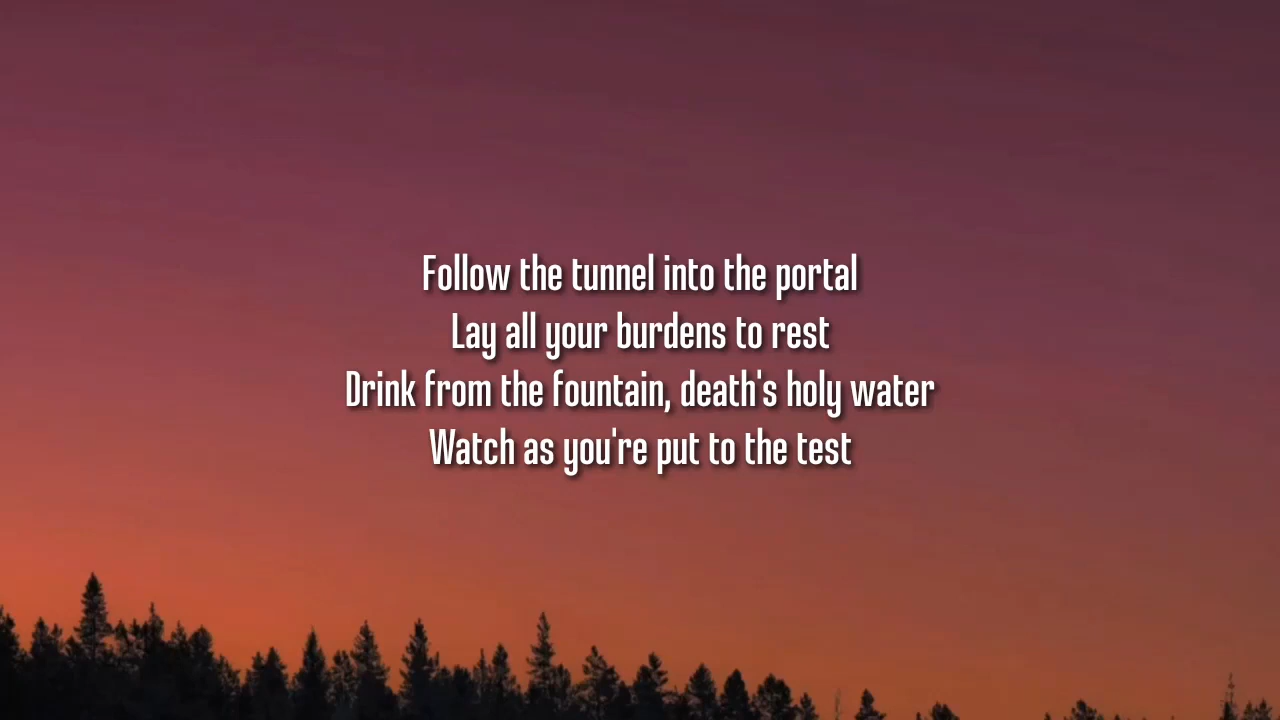 Follow the tunnel into the portal
Lay all your burdens to rest
Drink from the fountain, death's holy water
Watch as you're put to the test